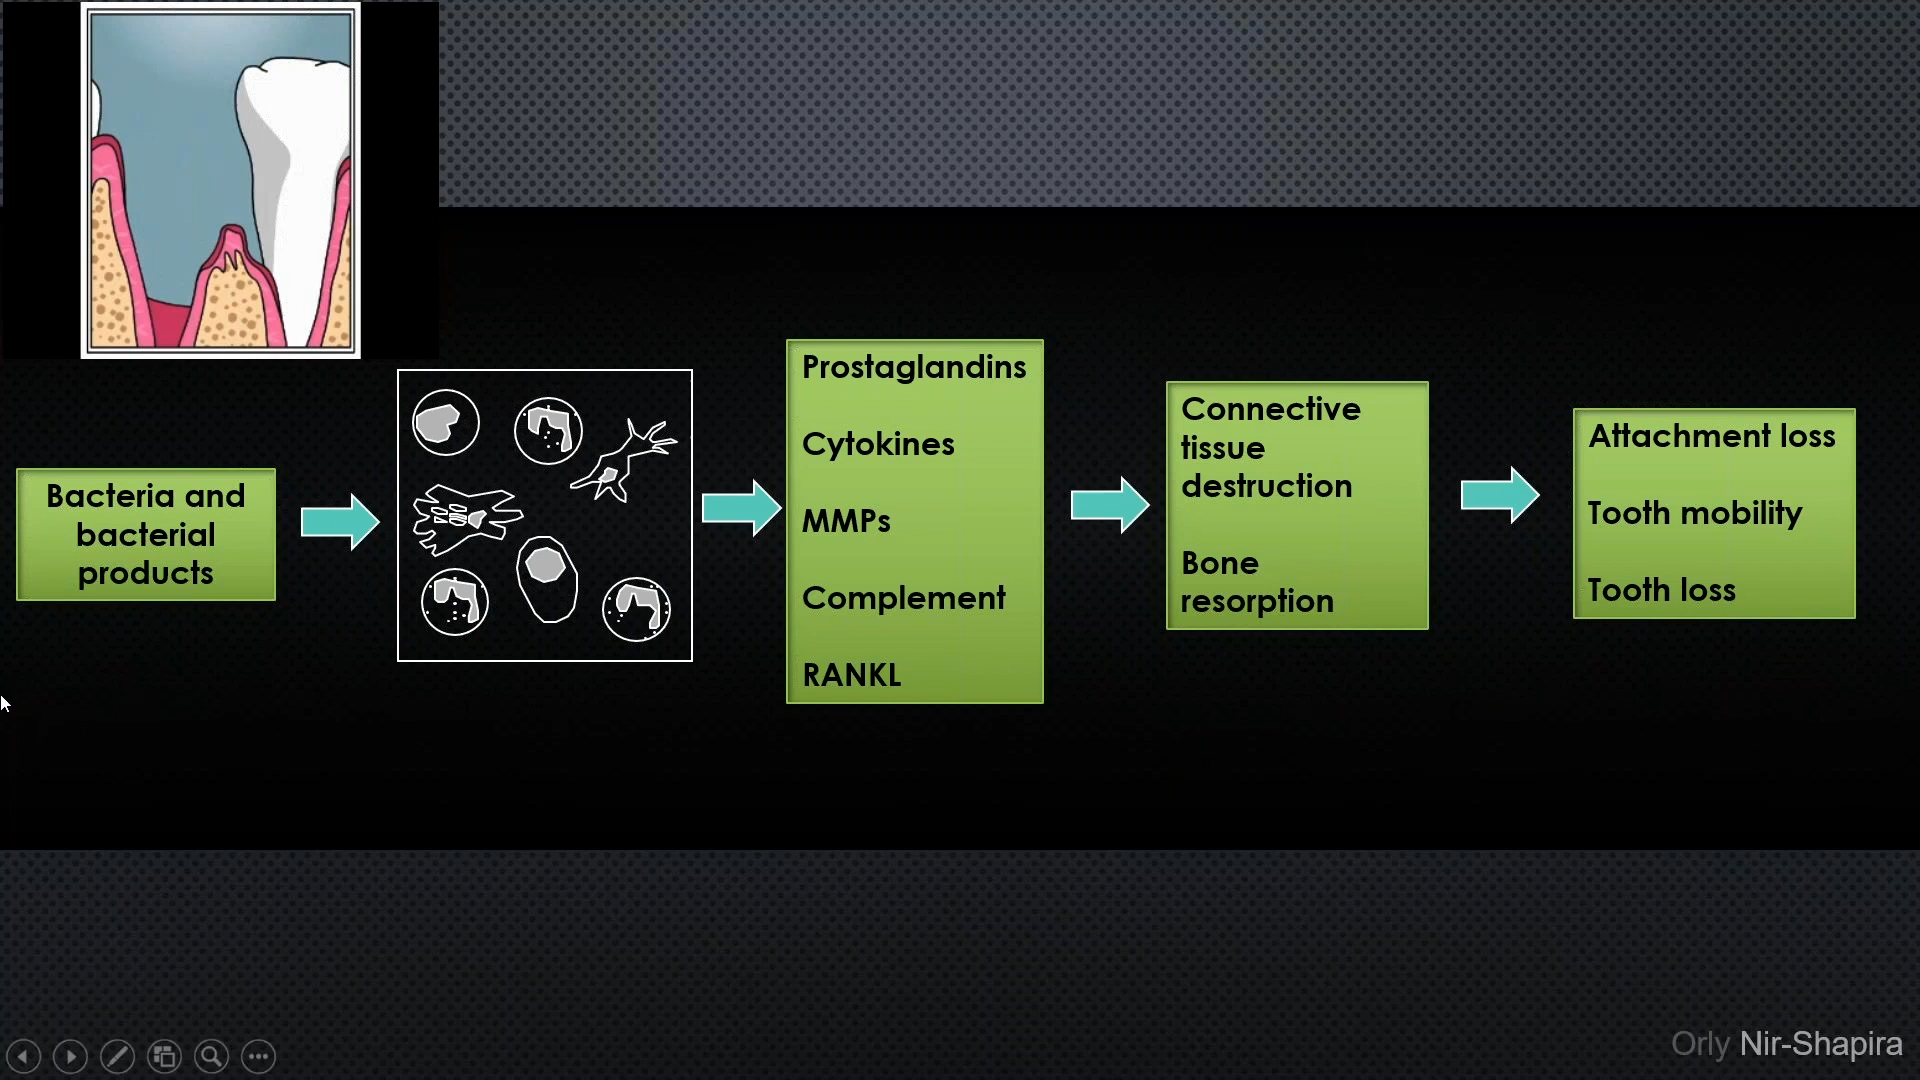 Bacteria and
bacterial
products
Prostaglandins
Cytokines
MMPs
Complement
RANKL
Connective
tissue
destruction
Bone
resorption
Attachment loss
Tooth mobility
Tooth loss
Orly Nir-Shapira